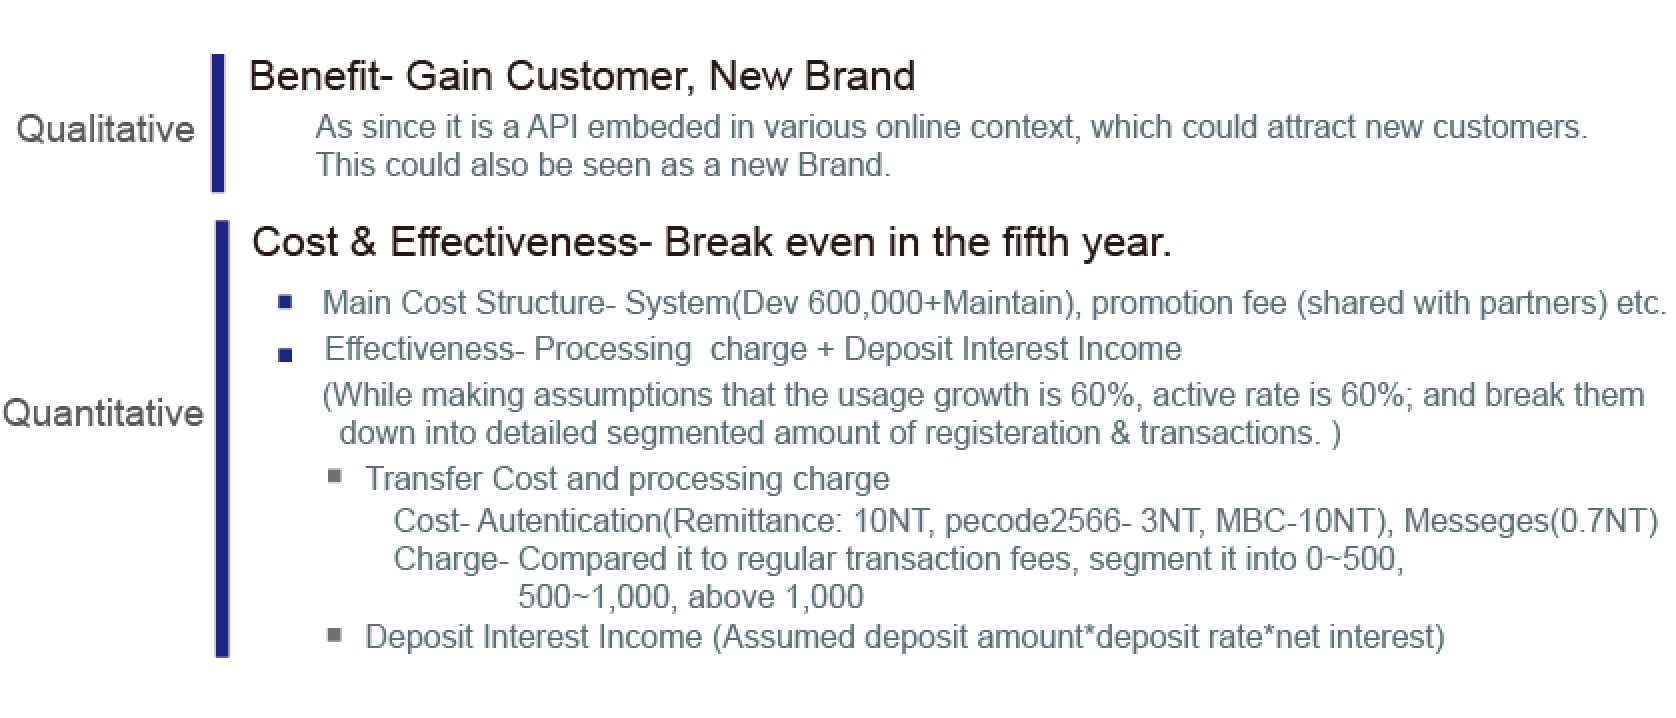 Qualitative
Benefit- Gain Customer, New Brand
As since it is a API embeded in various online context, which could attract new customers.
This could also be seen as a new Brand.
Quantitative
Cost & Effectiveness- Break even in the fifth year.
Main Cost Structure- System(Dev 600,000+Maintain), promotion fee (shared with partners) etc.
Effectiveness- Processing  charge + Deposit Interest Income
(While making assumptions that the usage growth is 60%, active rate is 60%; and break them
down into detailed segmented amount of registeration & transactions. )
Transfer Cost and processing charge
Cost- Autentication(Remittance: 10NT, pecode2566- 3NT, MBC-10NT), Messeges(0.7NT)
Charge- Compared it to regular transaction fees, segment it into 0~500,
500~1,000, above 1,000
Deposit Interest Income (Assumed deposit amount*deposit rate*net interest)